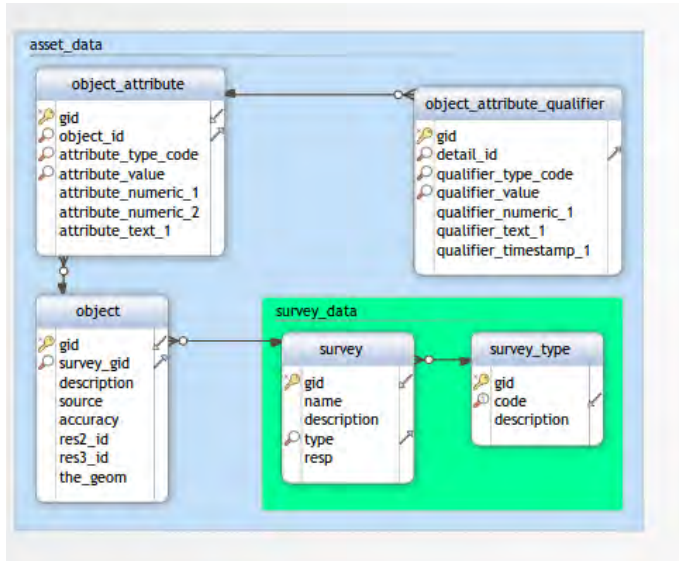 asset_data
object_attribute
gid
object_id
attribute_type_code
attribute_value
attribute_numeric_1
attribute_numeric_2
attribute_text_1
object_attribute_qualifier
gid
detail_id
qualifier_type_code
qualifier_value
qualifier_numeric_1
qualifier_text_1
qualifier_timestamp_1
object
gid
survey_gid
description
source
accuracy
res2_id
res3_id
the_geom
survey_data
survey
gid
name
description
type
resp
survey_type
gid
code
description